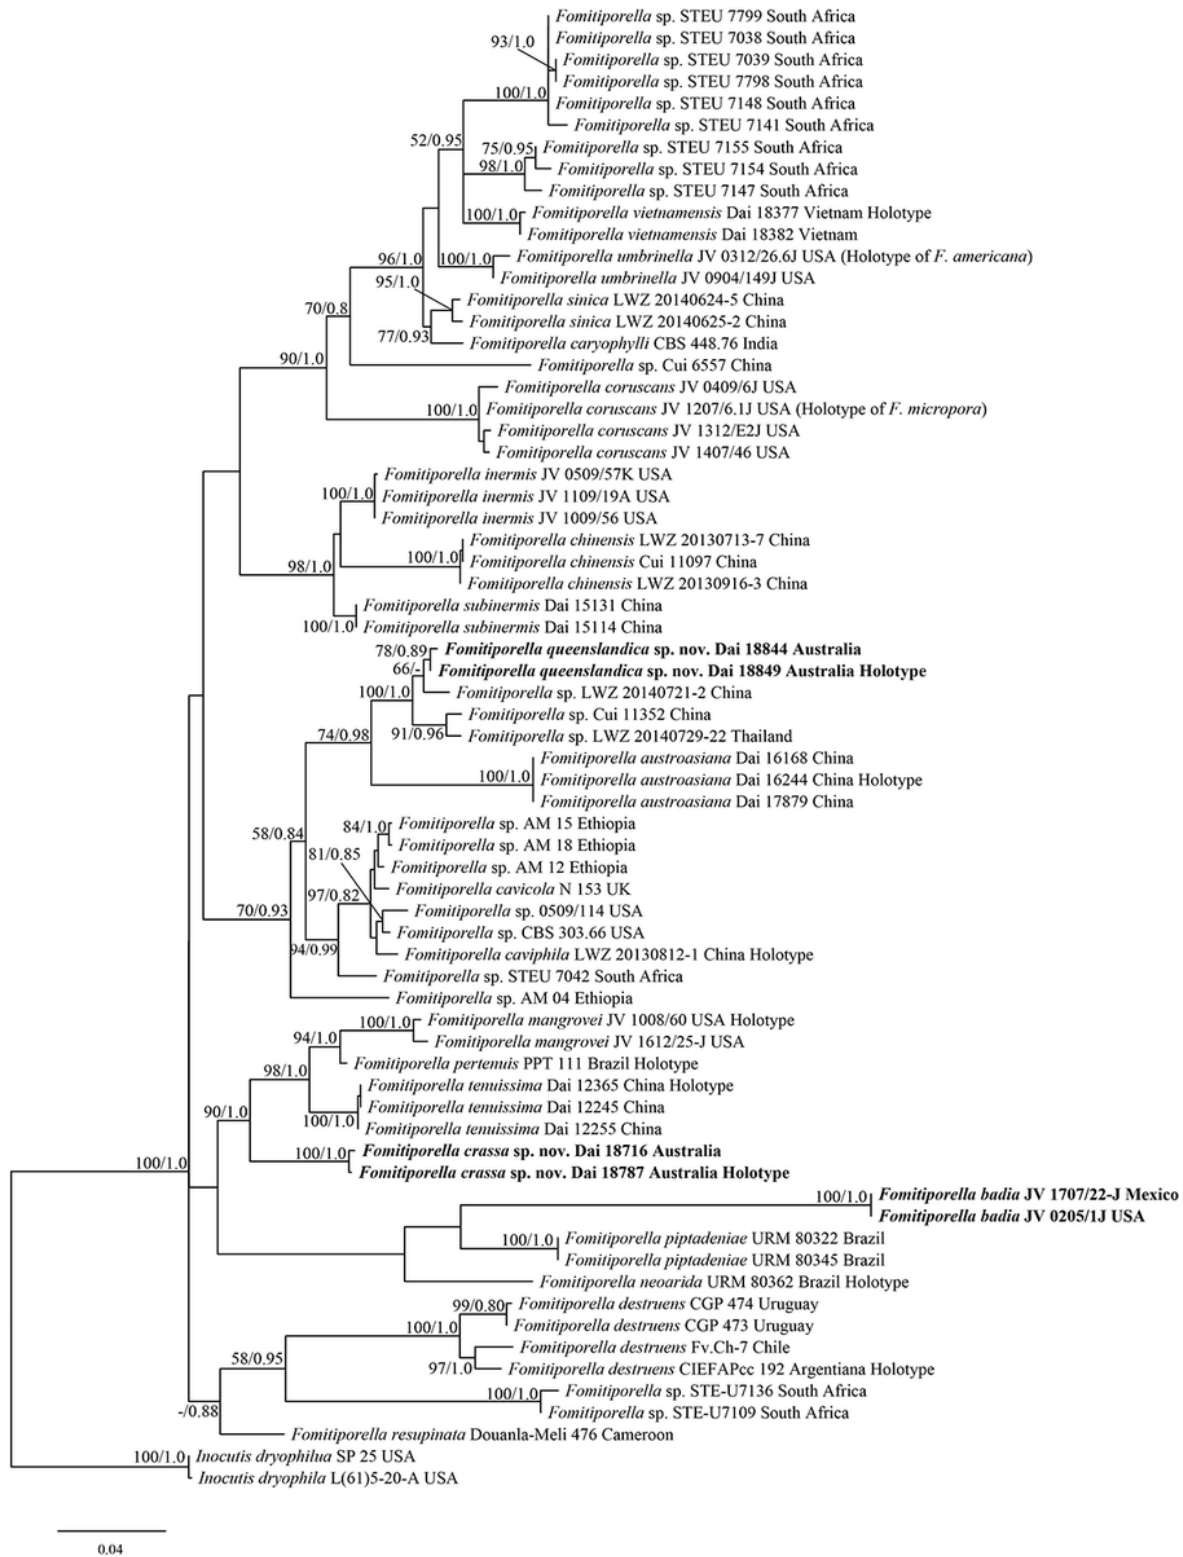 Fomitiporella sp. STEU 7799 South Africa
Fomitiporella sp. STEU 7038 South Africa
93/1.0
Fomitiporella sp. STEU 7039 South Africa
Fomitiporella sp. STEU 7798 South Africa
100/1.0
Fomitiporella sp. STEU 7148 South Africa
Fomitiporella sp. STEU 7141 South Africa
52/0.95
75/0.95 Fomitiporella sp. STEU 7155 South Africa
98/1.0 Fomitiporella sp. STEU 7154 South Africa
Fomitiporella sp. STEU 7147 South Africa
100/1.0 Fomitiporella vietnamensis Dai 18377 Vietnam Holotype
Fomitiporella vietnamensis Dai 18382 Vietnam
96/1.0 100/1.0 Fomitiporella umbrinella JV 0312/26.6J USA (Holotype of F. americana)
Fomitiporella umbrinella JV 0904/149J USA
95/1.0
Fomitiporella sinica LWZ 20140624-5 China
70/0.8
Fomitiporella sinica LWZ 20140625-2 China
77/0.93 Fomitiporella caryophylli CBS 448.76 India
90/1.0 Fomitiporella sp. Cui 6557 China
Fomitiporella coruscans JV 0409/6J USA
100/1.0 Fomitiporella coruscans JV 1207/6.1J USA (Holotype of F. micropora)
Fomitiporella coruscans JV 1312/E2J USA
Fomitiporella coruscans JV 1407/46 USA
Fomitiporella inermis JV 0509/57K USA
100/1.0 Fomitiporella inermis JV 1109/19A USA
Fomitiporella inermis JV 1009/56 USA
Fomitiporella chinensis LWZ 20130713-7 China
100/1.0 Fomitiporella chinensis Cui 11097 China
98/1.0 Fomitiporella chinensis LWZ 20130916-3 China
Fomitiporella subinermis Dai 15131 China
100/1.0 Fomitiporella subinermis Dai 15114 China
78/0.89 Fomitiporella queenslandica sp. nov. Dai 18844 Australia
66/- Fomitiporella queenslandica sp. nov. Dai 18849 Australia Holotype
100/1.0 Fomitiporella sp. LWZ 20140721-2 China
Fomitiporella sp. Cui 11352 China
74/0.98 91/0.96 Fomitiporella sp. LWZ 20140729-22 Thailand
Fomitiporella austroasiana Dai 16168 China
100/1.0 Fomitiporella austroasiana Dai 16244 China Holotype
Fomitiporella austroasiana Dai 17879 China
58/0.84 84/1.0 Fomitiporella sp. AM 15 Ethiopia
Fomitiporella sp. AM 18 Ethiopia
81/0.85
Fomitiporella sp. AM 12 Ethiopia
97/0.82 Fomitiporella cavicola N 153 UK
70/0.93 Fomitiporella sp. 0509/114 USA
Fomitiporella sp. CBS 303.66 USA
94/0.99 Fomitiporella caviphila LWZ 20130812-1 China Holotype
Fomitiporella sp. STEU 7042 South Africa
Fomitiporella sp. AM 04 Ethiopia
100/1.0 Fomitiporella mangrovei JV 1008/60 USA Holotype
94/1.0 Fomitiporella mangrovei JV 1612/25-J USA
Fomitiporella pertenuis PPT 111 Brazil Holotype
98/1.0 Fomitiporella tenuissima Dai 12365 China Holotype
90/1.0 Fomitiporella tenuissima Dai 12245 China
100/1.0 Fomitiporella tenuissima Dai 12255 China
100/1.0 Fomitiporella crassa sp. nov. Dai 18716 Australia
100/1.0 Fomitiporella crassa sp. nov. Dai 18787 Australia Holotype
100/1.0 Fomitiporella badia JV 1707/22-J Mexico
Fomitiporella badia JV 0205/1J USA
100/1.0 Fomitiporella piptadeniae URM 80322 Brazil
Fomitiporella piptadeniae URM 80345 Brazil
Fomitiporella neoarida URM 80362 Brazil Holotype
99/0.80 Fomitiporella destruens CGP 474 Uruguay
100/1.0 Fomitiporella destruens CGP 473 Uruguay
Fomitiporella destruens Fv.Ch-7 Chile
58/0.95 97/1.0 Fomitiporella destruens CIEFAPcc 192 Argentiana Holotype
100/1.0 Fomitiporella sp. STE-U7136 South Africa
-/0.88 Fomitiporella sp. STE-U7109 South Africa
Fomitiporella resupinata Douanla-Meli 476 Cameroon
100/1.0 Inocutis dryophilua SP 25 USA
Inocutis dryophila L(61)5-20-A USA
0.04